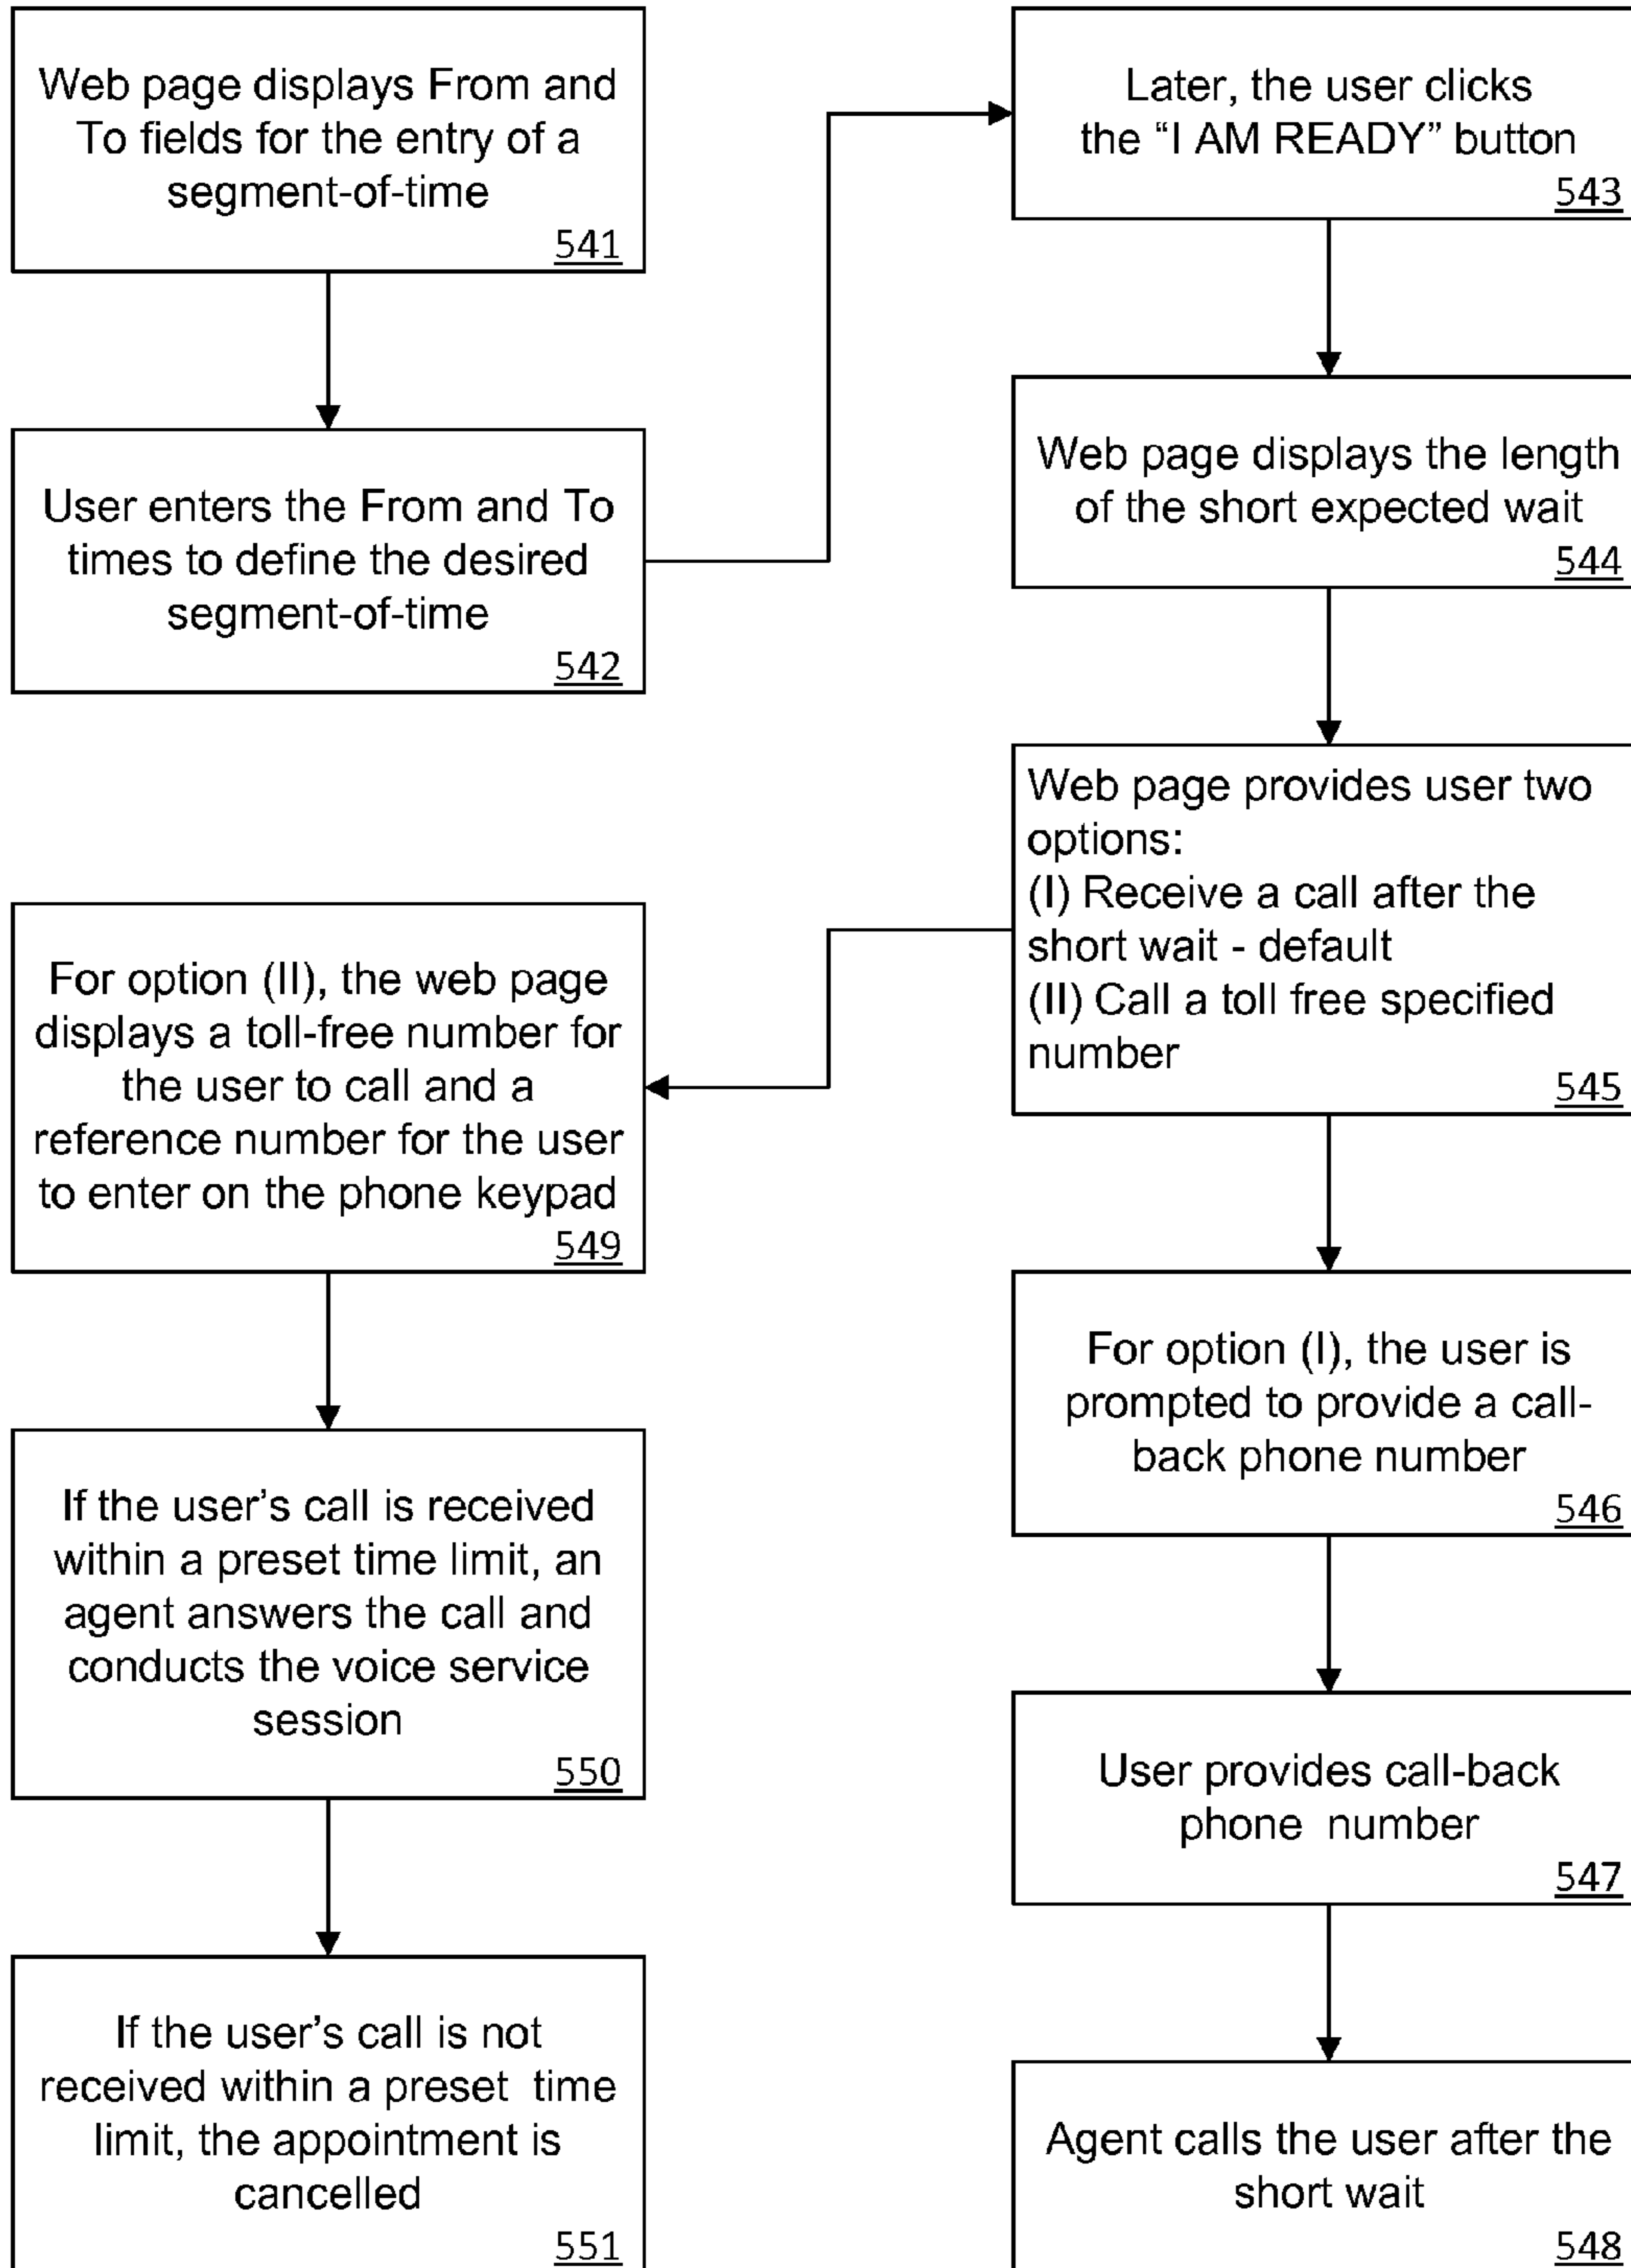 Web page displays From and
To fields for the entry of a
segment-of-time
541
User enters the From and To
times to define the desired
segment-of-time
542
Later, the user clicks
the “I AM READY” button
543
Web page displays the length
of the short expected wait
544
Web page provides user two
options:
(I) Receive a call after the
short wait - default
(II) Call a toll free specified
number
545
For option (I), the user is
prompted to provide a call-
back phone number
546
User provides call-back
phone number
547
Agent calls the user after the
short wait
548
For option (II), the web page
displays a toll-free number for
the user to call and a
reference number for the user
to enter on the phone keypad
549
If the user’s call is received
within a preset time limit, an
agent answers the call and
conducts the voice service
session
550
If the user’s call is not
received within a preset time
limit, the appointment is
cancelled
551